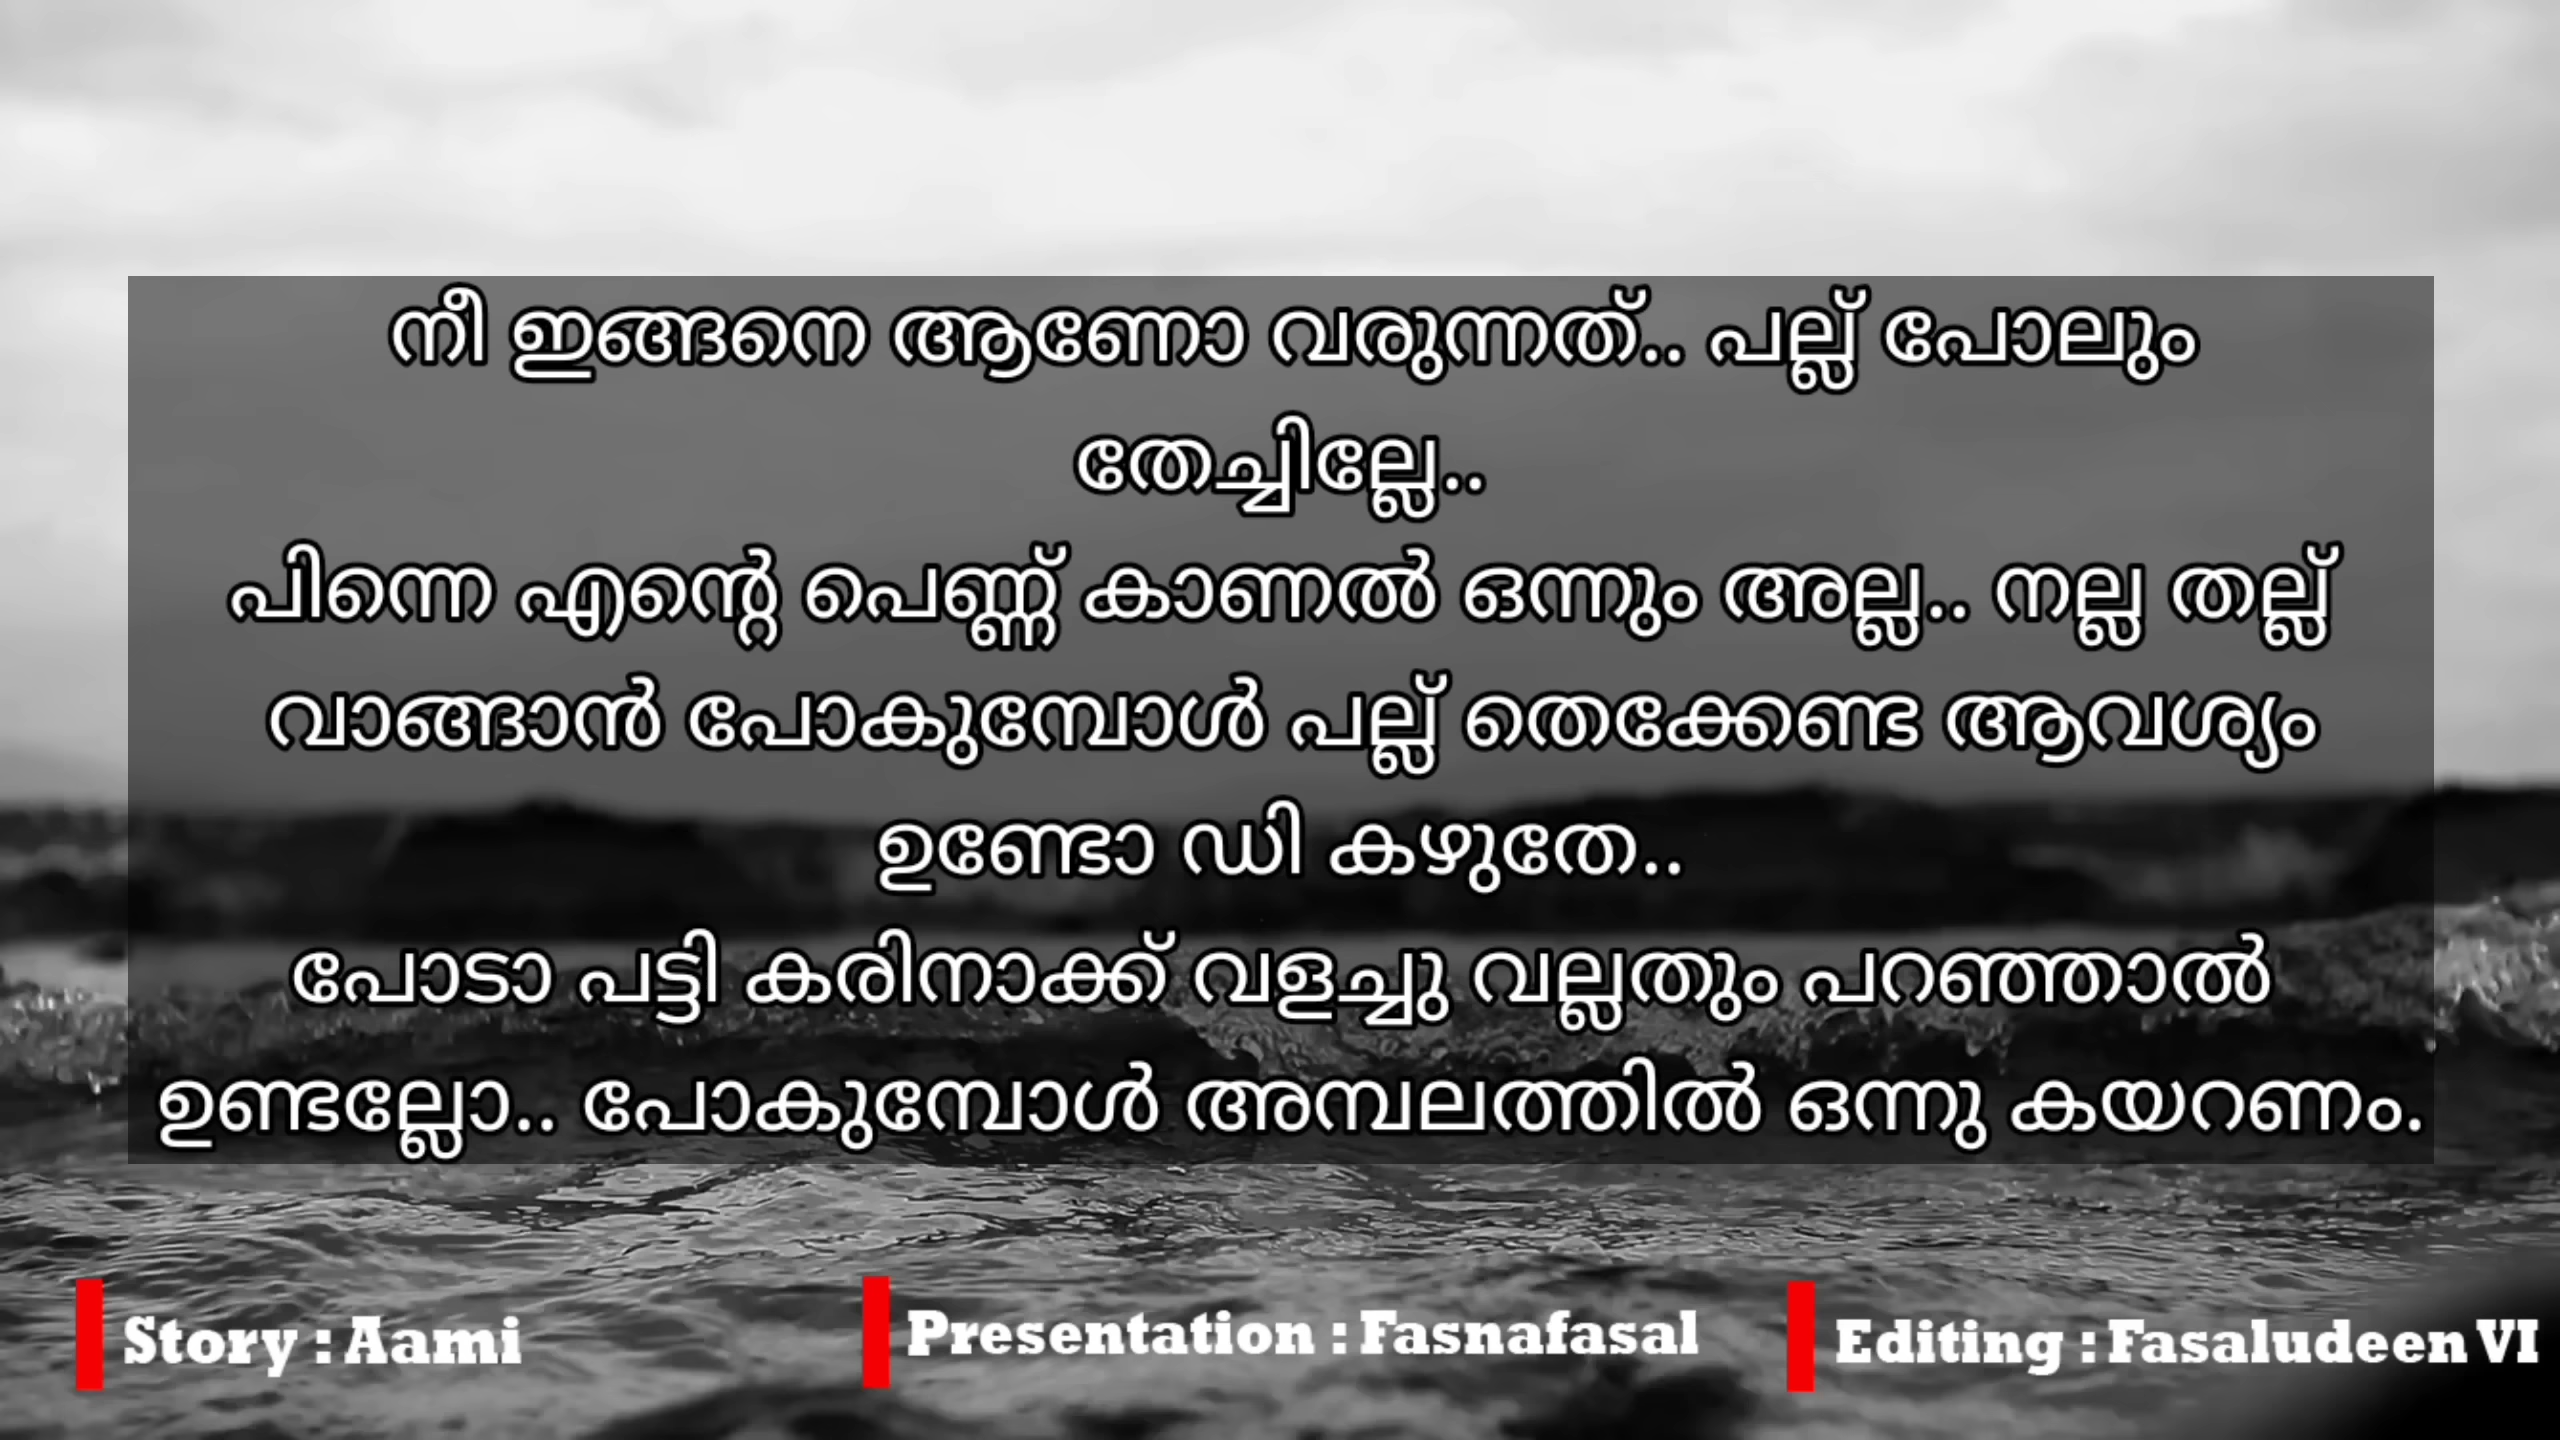 നീ ഇങ്ങനെ ആണോ വരുന്നത്.. പല്ല് പോലും
തേച്ചില്ലേ..
പിന്നെ എന്റെ പെണ്ണ് കാണൽ ഒന്നും അല്ല.. നല്ല തല്ല്
വാങ്ങാൻ പോകുമ്പോൾ പല്ല് തെക്കേണ്ട ആവശ്യം
ഉണ്ടോ ഡി കഴുതേ..
പോടാ പട്ടി കരിനാക്ക് വളച്ചു വല്ലതും പറഞ്ഞാൽ
ഉണ്ടല്ലോ.. പോകുമ്പോൾ അമ്പലത്തിൽ ഒന്നു കയറണം.
Story : Aami
Presentation : Fasnafasal
Editing : Fasaludeen VI